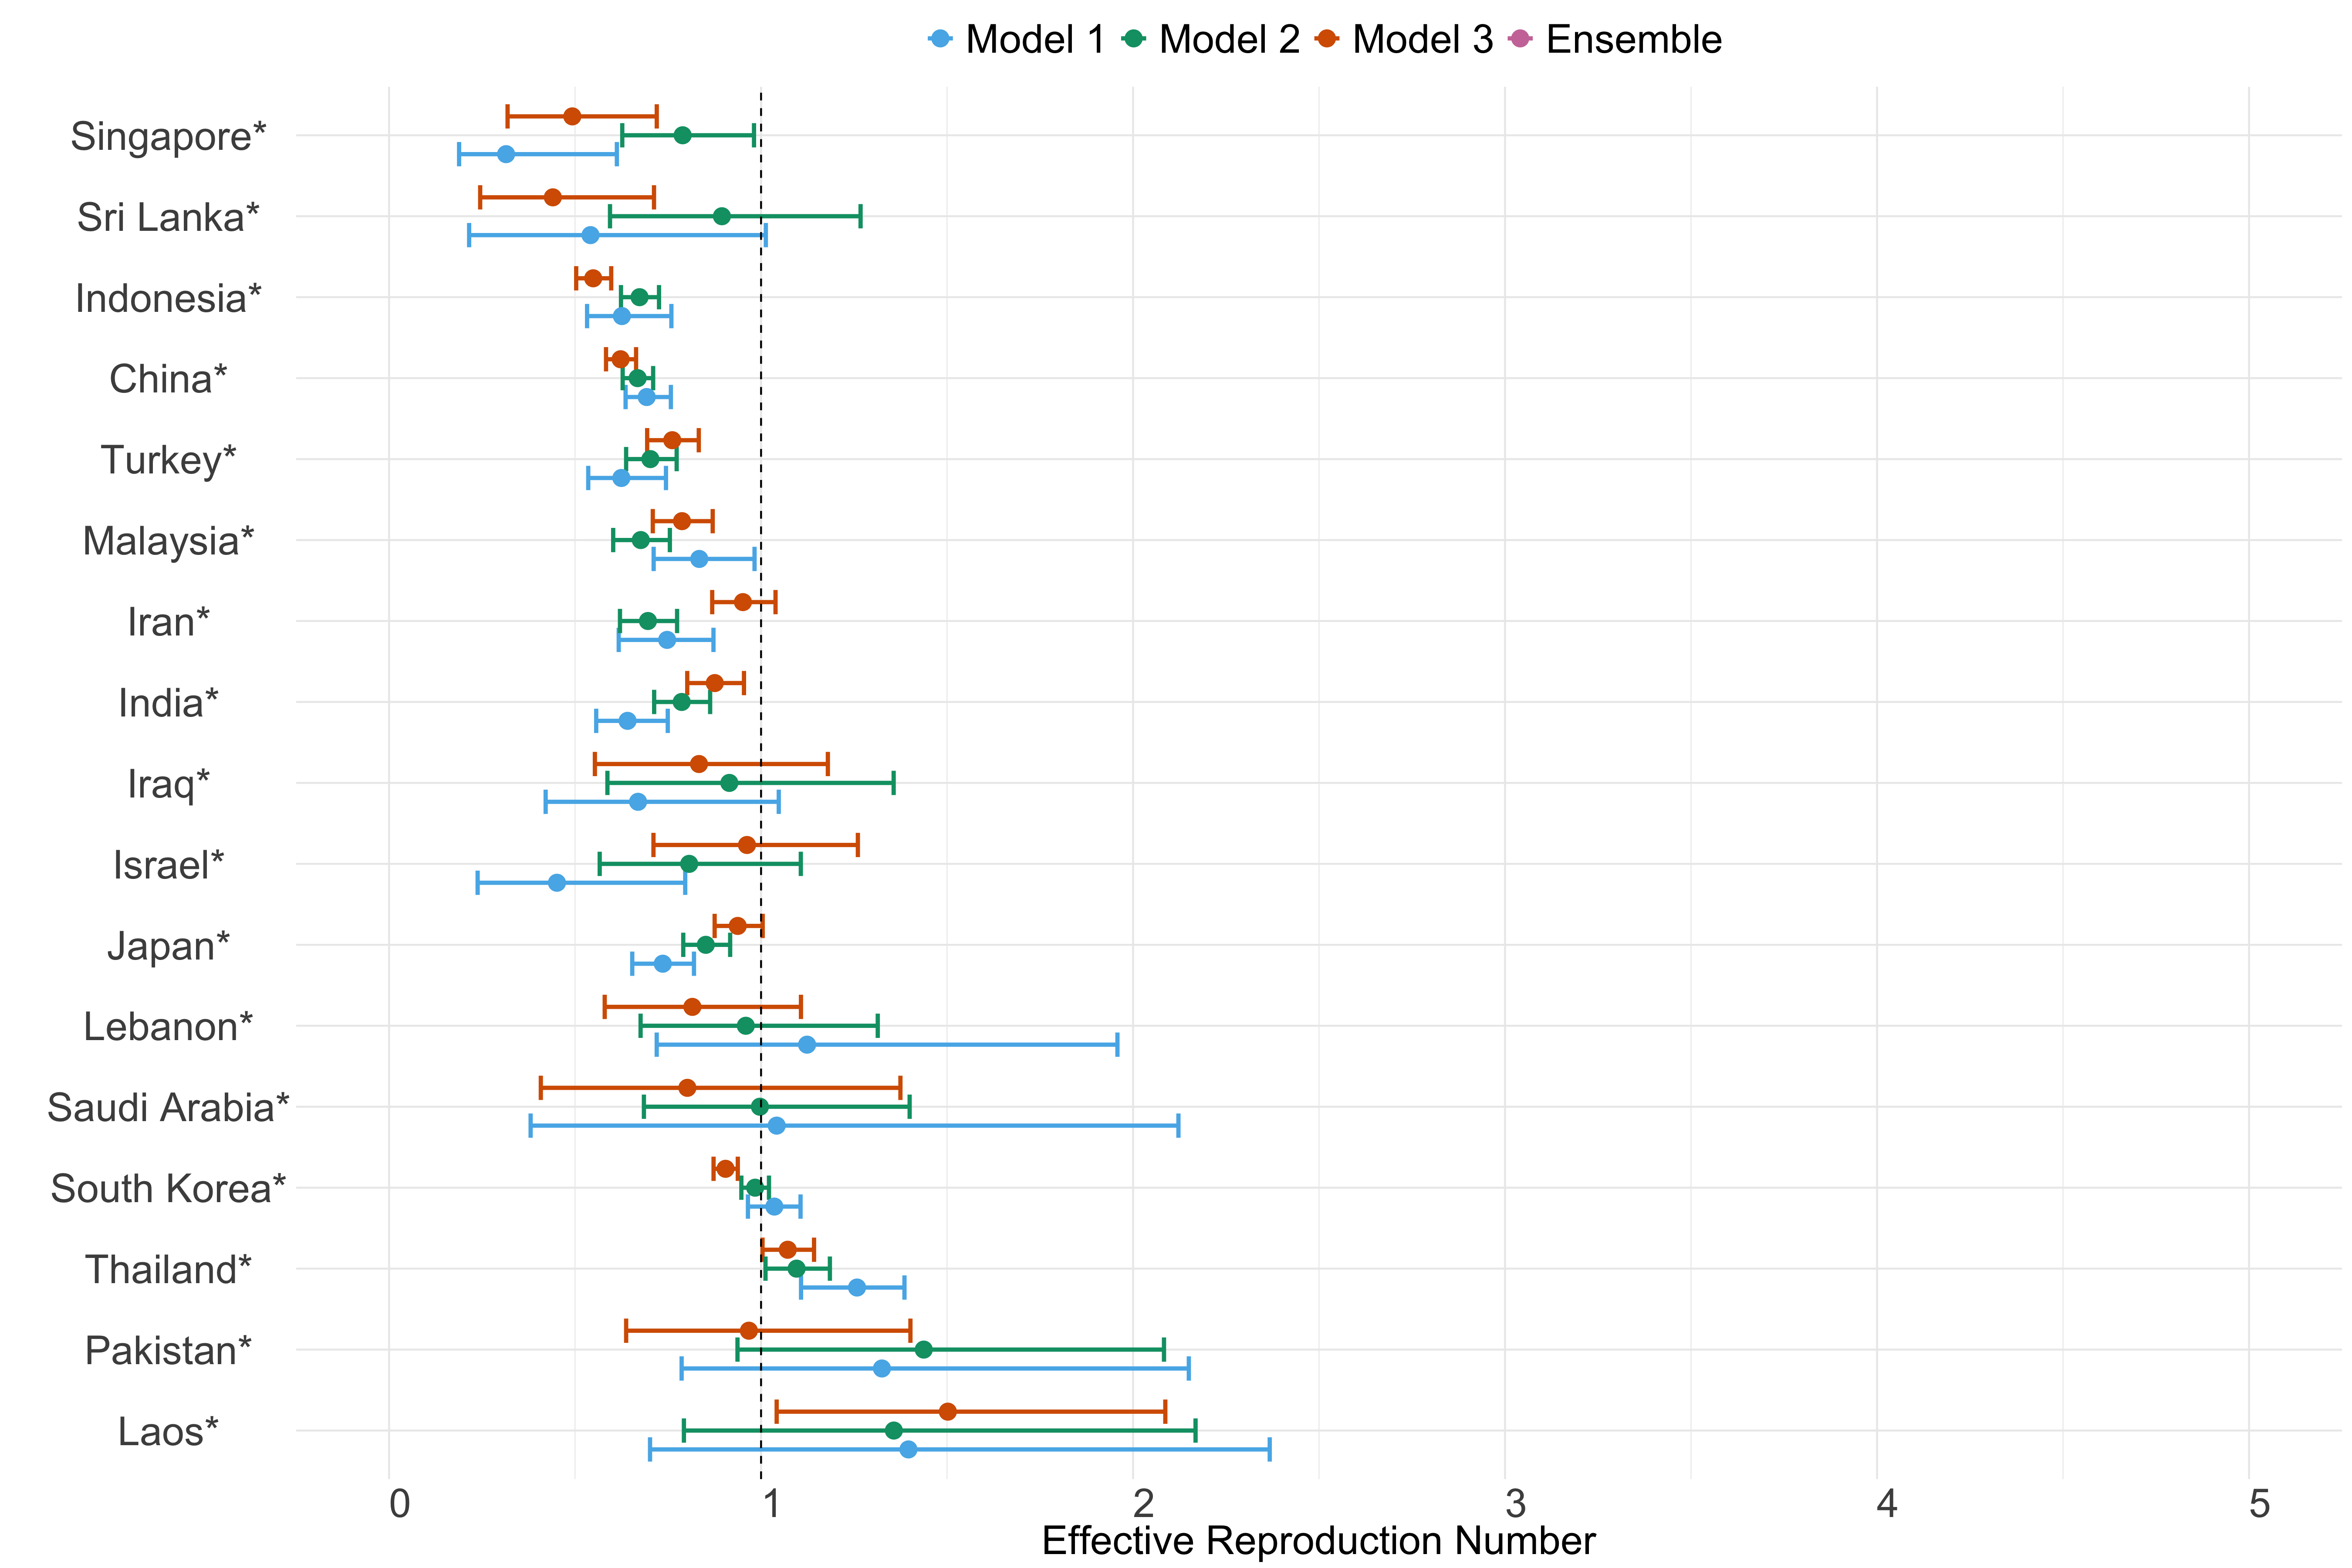 Model 1 Model 2 Model 3 Ensemble
Singapore*
Sri Lanka*
Indonesia*
China*
Turkey*
Malaysia*
Iran*
India*
Iraq*
Israel*
Japan*
Lebanon*
Saudi Arabia*
South Korea*
Thailand*
Pakistan*
Laos*
0 1 2 3 4 5
Effective Reproduction Number